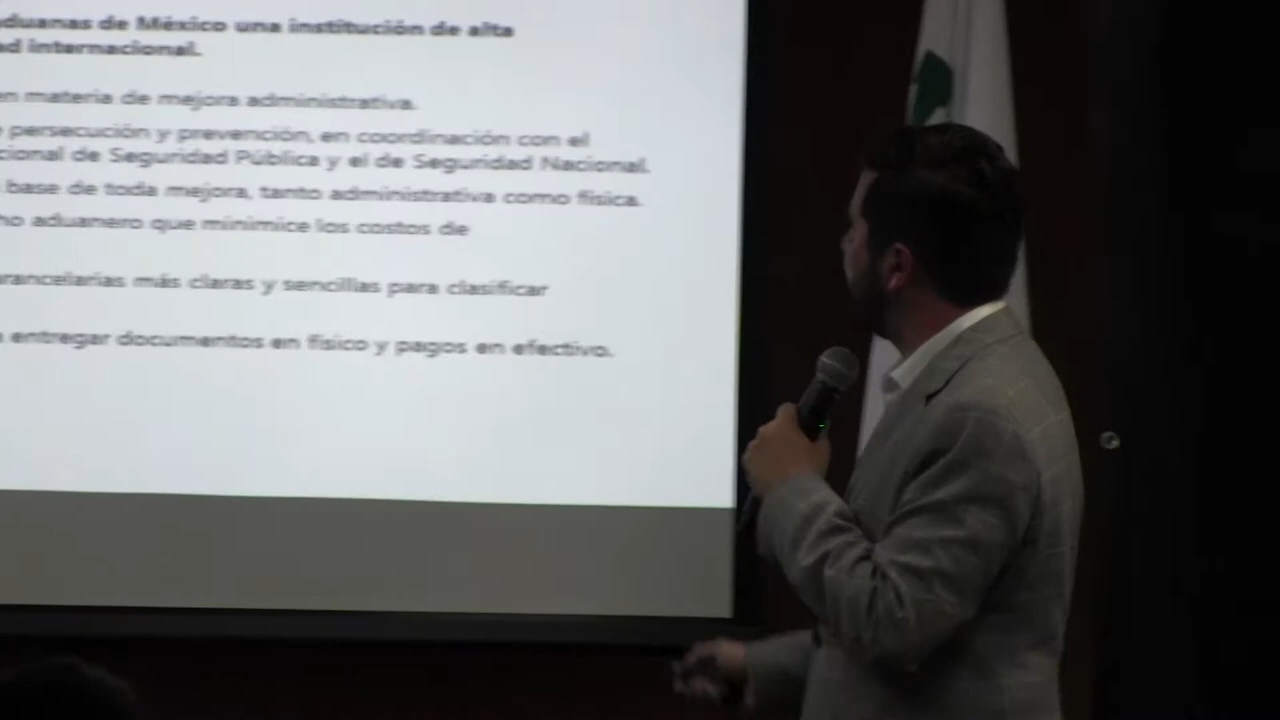 aduanas de México una institución de alta
ad internacional.
en materia de mejora administrativa.
persecución y prevención, en coordinación con el
cional de Seguridad Pública y el de Seguridad Nacional.
base de toda mejora, tanto administrativa como física.
ho aduanero que minimice los costos de
arancelarias más claras y sencillas para clasificar
entregar documentos en físico y pagos en efectivo.